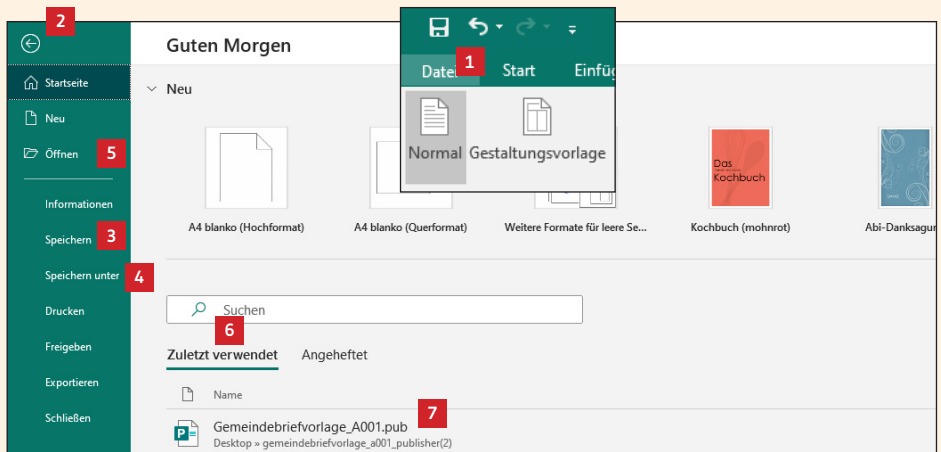 2
Guten Morgen
Startseite
Neu
Öffnen
5
Informationen
Speichern
3
Speichern unter
4
Drucken
Freigeben
Exportieren
Schließen
Neu
Datei
1
Start
Einfüg
Normal
Gestaltungsvorlage
A4 blanko (Hochformat)
A4 blanko (Querformat)
Weitere Formate für leere Se...
Das
Kochbuch
Kochbuch (mohnrot)
Abi-Danksagun
Suchen
6
Zuletzt verwendet
Angeheftet
Name
Gemeindebriefvorlage_A001.pub
7
Desktop » gemeindebriefvorlage_a001_publisher(2)